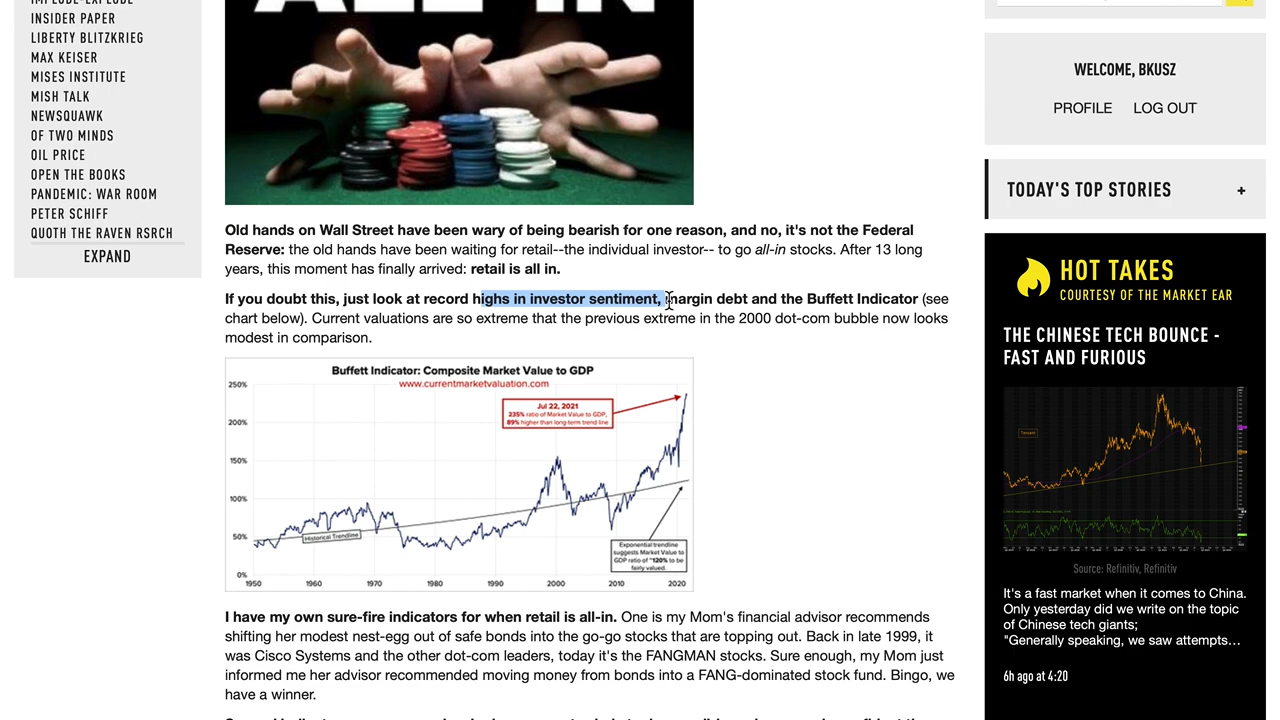 ALL IN
IMPLODE-EXPLODE
INSIDER PAPER
LIBERTY BLITZKRIEG
MAX KEISER
MISES INSTITUTE
MISH TALK
NEWSQUAWK
OF TWO MINDS
OIL PRICE
OPEN THE BOOKS
PANDEMIC: WAR ROOM
PETER SCHIFF
QUOTH THE RAVEN RSRCH
EXPAND
Old hands on Wall Street have been wary of being bearish for one reason, and no, it's not the Federal
Reserve: the old hands have been waiting for retail--the individual investor-- to go all-in stocks. After 13 long
years, this moment has finally arrived: retail is all in.
If you doubt this, just look at record highs in investor sentiment, margin debt and the Buffett Indicator (see
chart below). Current valuations are so extreme that the previous extreme in the 2000 dot-com bubble now looks
modest in comparison.
Buffett Indicator: Composite Market Value to GDP
www.currentmarketvaluation.com
250%
200%
150%
100%
50%
0%
Jul 22, 2021
235% ratio of Market Value to GDP,
89% higher than long-term trend line
Historical Trendline
Exponential trendline
suggests Market Value to
GDP ratio of ~120% to be
fairly valued.
1950 1960 1970 1980 1990 2000 2010 2020
I have my own sure-fire indicators for when retail is all-in. One is my Mom's financial advisor recommends
shifting her modest nest-egg out of safe bonds into the go-go stocks that are topping out. Back in late 1999, it
was Cisco Systems and the other dot-com leaders, today it's the FANGMAN stocks. Sure enough, my Mom just
informed me her advisor recommended moving money from bonds into a FANG-dominated stock fund. Bingo, we
have a winner.
WELCOME, BKUSZ
PROFILE LOG OUT
TODAY'S TOP STORIES +
HOT TAKES
COURTESY OF THE MARKET EAR
THE CHINESE TECH BOUNCE -
FAST AND FURIOUS
Source: Refinitiv, Refinitiv
It's a fast market when it comes to China.
Only yesterday did we write on the topic
of Chinese tech giants;
"Generally speaking, we saw attempts...
6h ago at 4:20